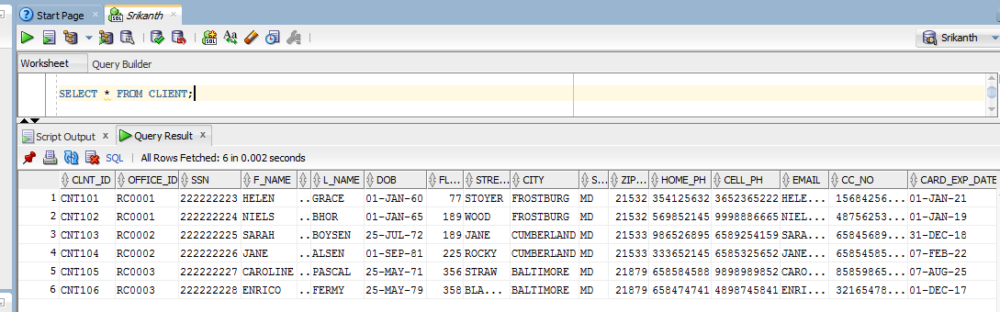 Start Page Srikanth
SQL Aa Srikanth
Worksheet Query Builder
SELECT * FROM CLIENT;
Script Output x Query Result x
SQL | All Rows Fetched: 6 in 0.002 seconds
CLNT_ID OFFICE_ID SSN F_NAME L_NAME DOB FL... STRE... CITY S... ZIP... HOME_PH CELL_PH EMAIL CC_NO CARD_EXP_DATE
1 CNT101 RC0001 222222223 HELEN ... GRACE 01-JAN-60 77 STOYER FROSTBURG MD 21532 354125632 3652365222 HELE... 15684256... 01-JAN-21
2 CNT102 RC0001 222222224 NIELS ... BHOR 01-JAN-65 189 WOOD FROSTBURG MD 21532 569852145 9998886665 NIEL... 48756253... 01-JAN-19
3 CNT103 RC0002 222222225 SARAH ... BOYSEN 25-JUL-72 189 JANE CUMBERLAND MD 21533 986526895 6589254159 SARA... 65845689... 31-DEC-18
4 CNT104 RC0002 222222226 JANE ... ALSEN 01-SEP-81 225 ROCKY CUMBERLAND MD 21533 333652145 6585325652 JANE... 65854585... 07-FEB-22
5 CNT105 RC0003 222222227 CAROLINE ... PASCAL 25-MAY-71 356 STRAW BALTIMORE MD 21879 658584588 9898989852 CARO... 85859865... 07-AUG-25
6 CNT106 RC0003 222222228 ENRICO ... FERMY 25-MAY-79 358 BLA... BALTIMORE MD 21879 658474741 4898745841 ENRI... 32165478... 01-DEC-17